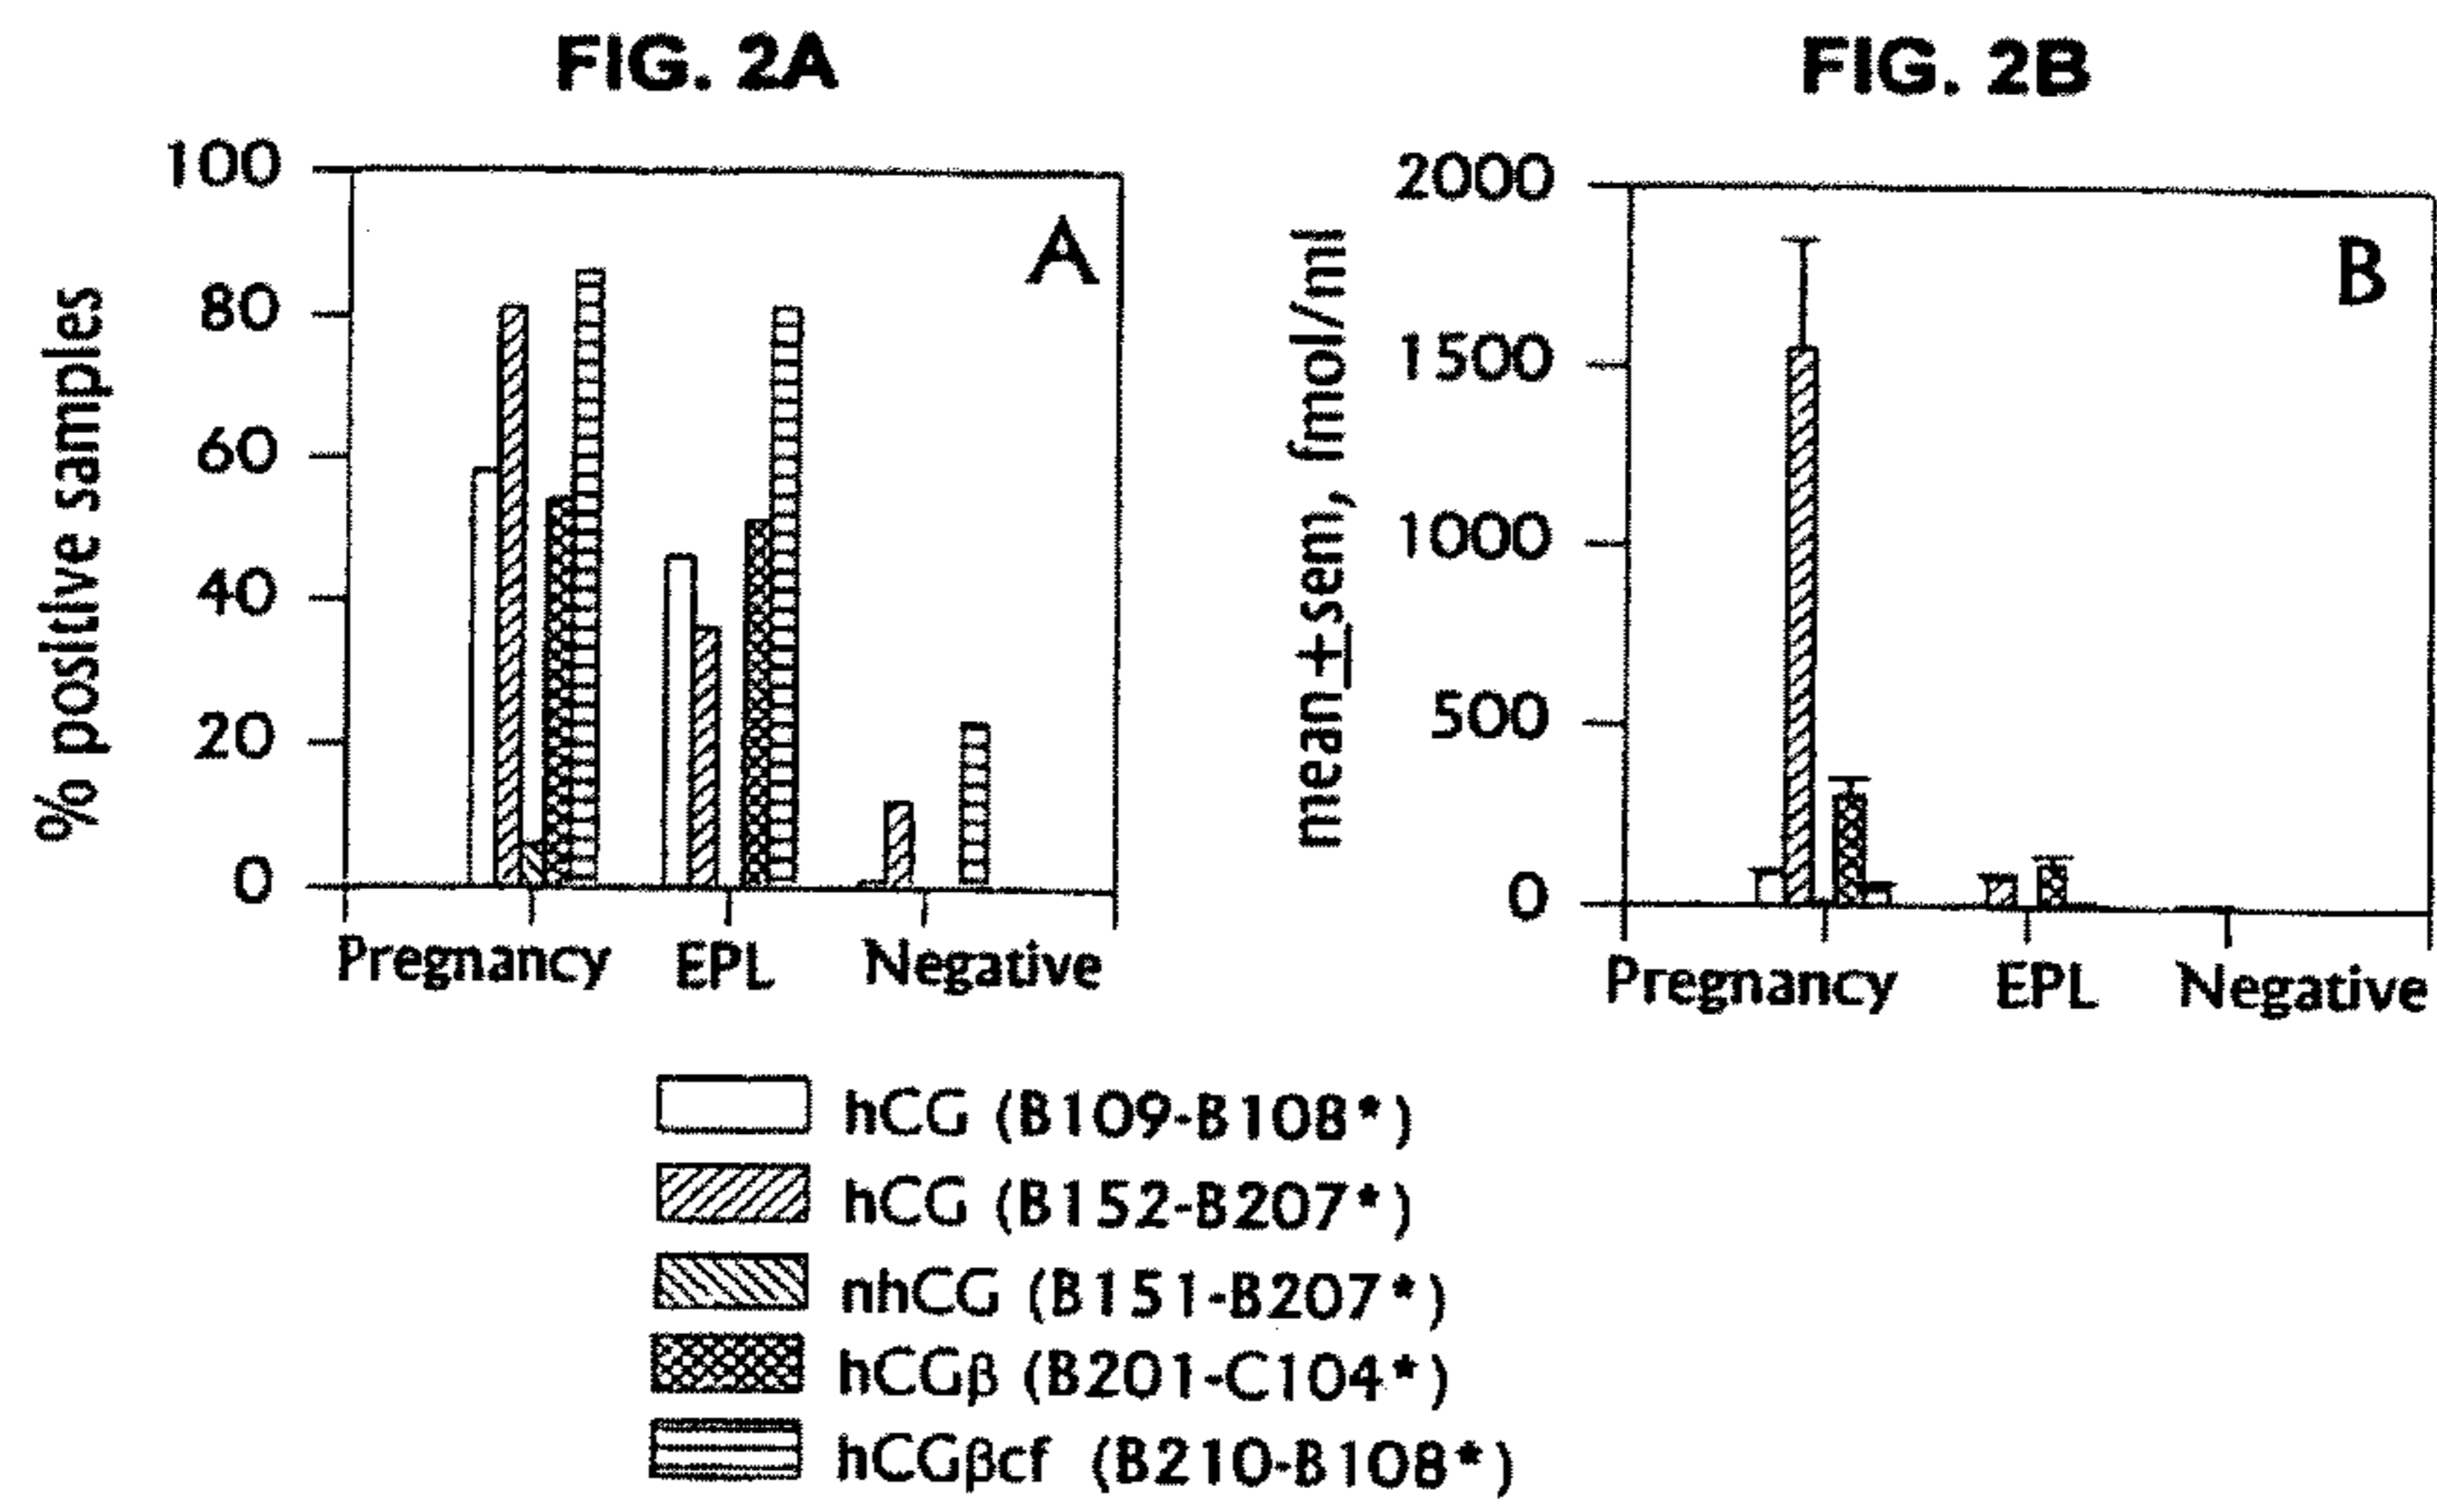 FIG. 2A
100
80
60
40
20
0
% positive samples
A
Pregnancy EPL Negative
FIG. 2B
2000
1500
1000
500
0
mean±sem, fmol/ml
B
Pregnancy EPL Negative
hCG (B109-B108*)
hCG (B152-B207*)
nhCG (B151-B207*)
hCGβ (B201-C104*)
hCGβcf (B210-B108*)